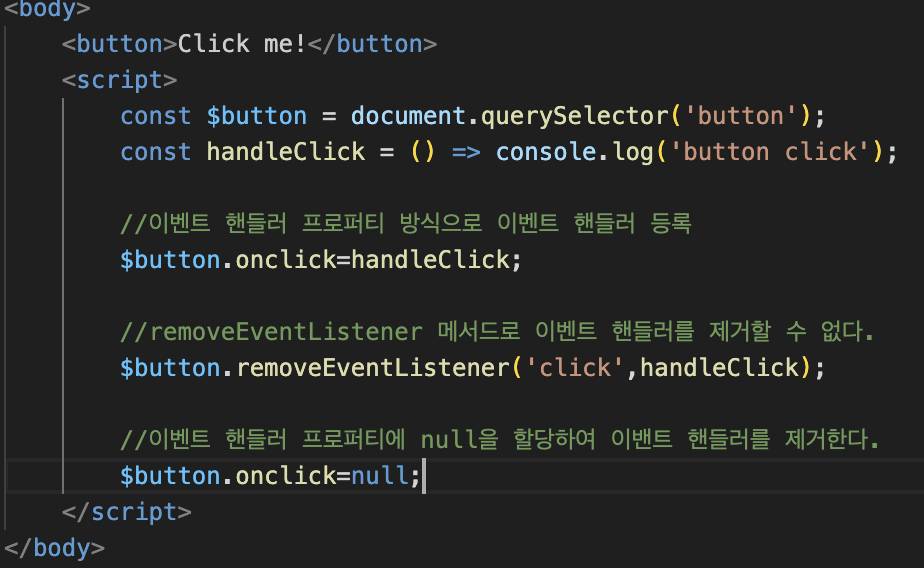 <body>
<button>Click me!</button>
<script>
const $button = document.querySelector('button');
const handleClick = () => console.log('button click');
//이벤트 핸들러 프로퍼티 방식으로 이벤트 핸들러 등록
$button.onclick=handleClick;
//removeEventListener 메서드로 이벤트 핸들러를 제거할 수 없다.
$button.removeEventListener('click',handleClick);
//이벤트 핸들러 프로퍼티에 null을 할당하여 이밴트 핸들러를 제거한다.
$button.onclick=null;
</script>
</body>